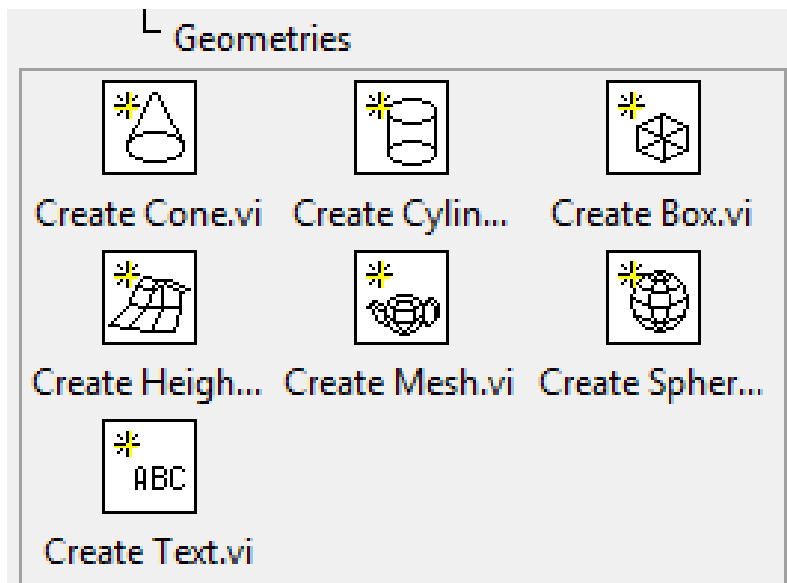 Geometries
Create Cone.vi Create Cylin... Create Box.vi
Create Heigh... Create Mesh.vi Create Spher...
ABC
Create Text.vi